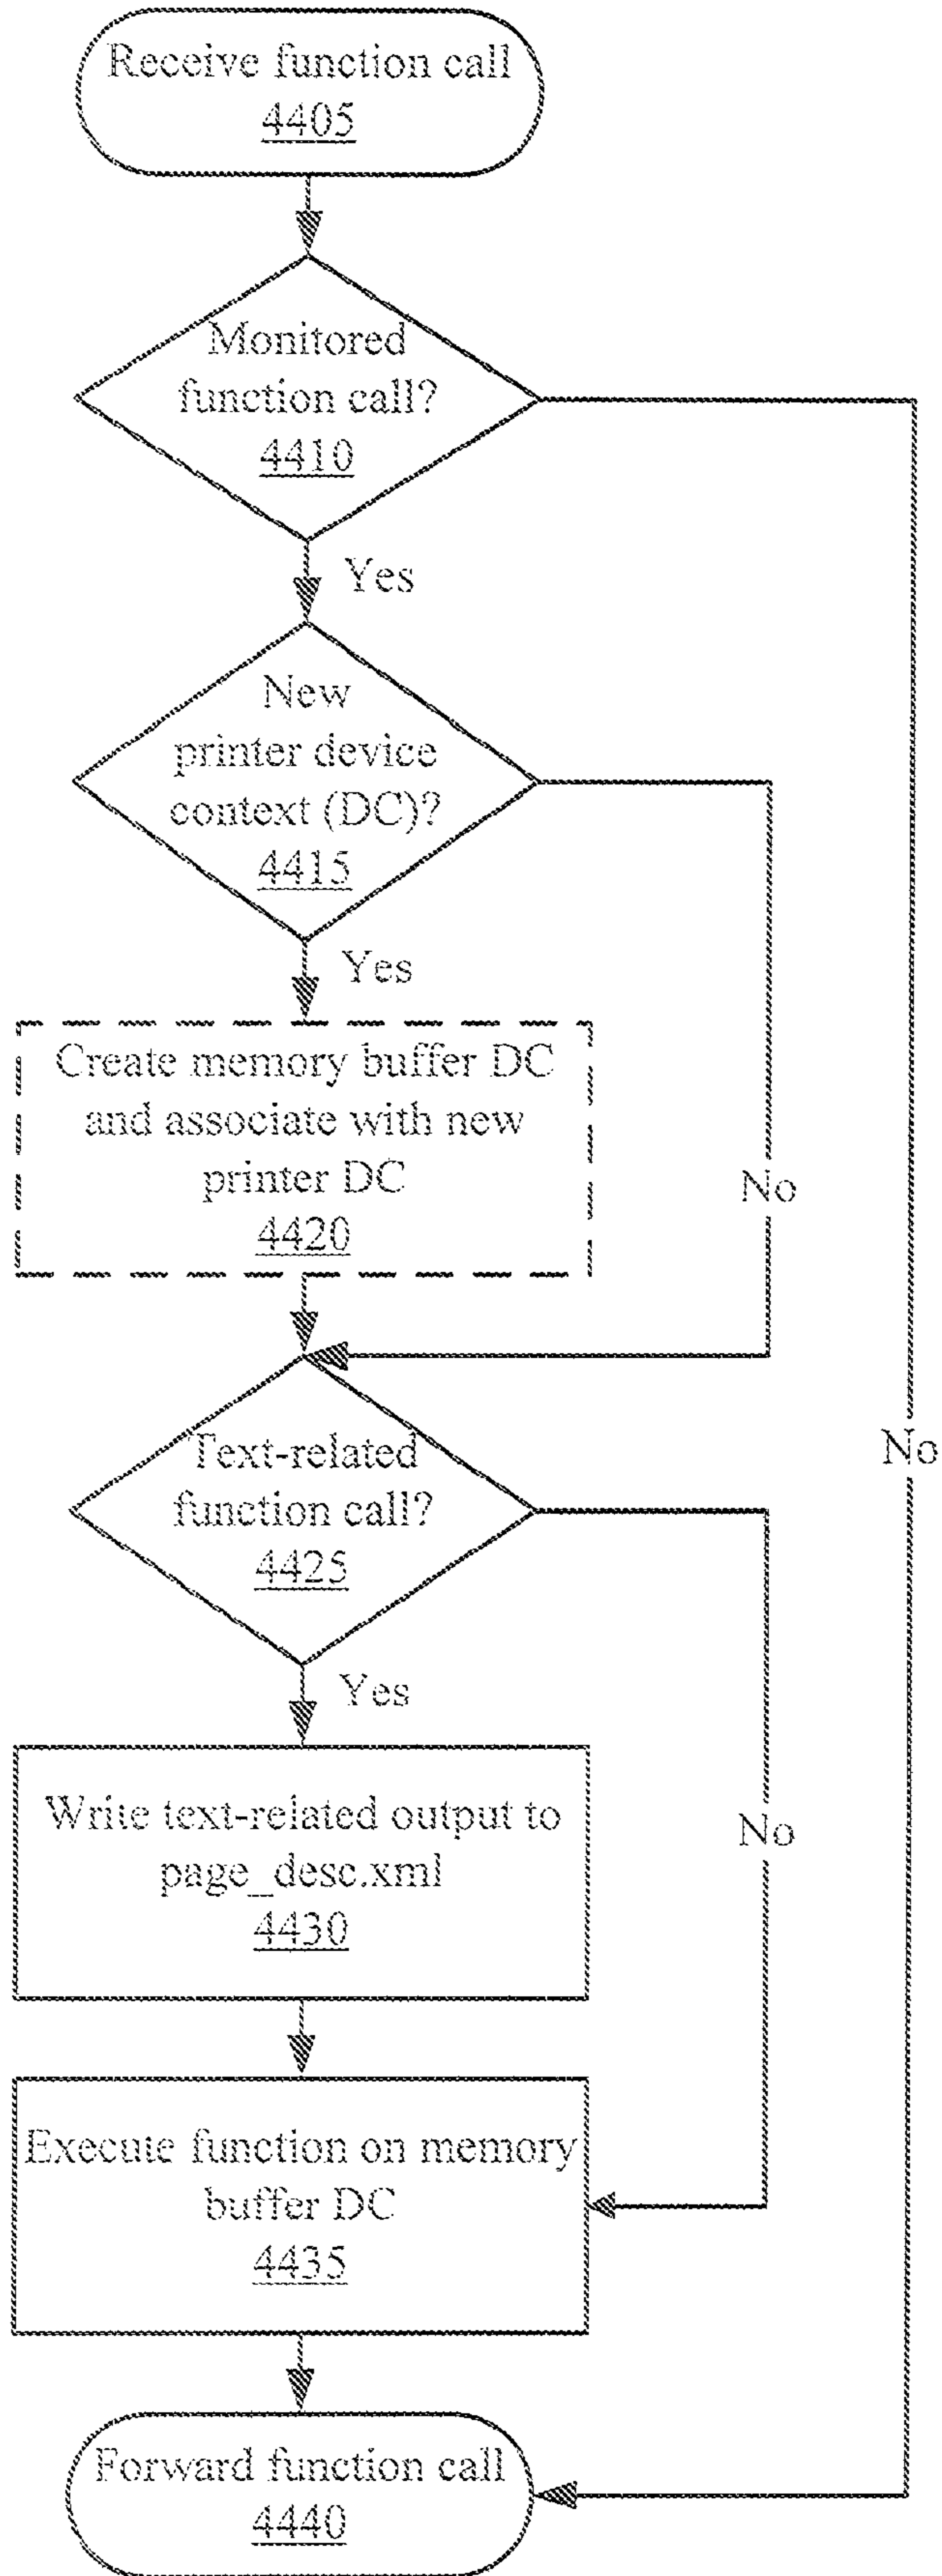 Receive function call
4405
Monitored
function call?
4410
Yes
New
printer device
context (DC)?
4415
Yes
Create memory buffer DC
and associate with new
printer DC
4420
No
Text-related
function call?
4425
No
Yes
Write text-related output to
page_desc.xml
4430
No
Execute function on memory
buffer DC
4435
Forward function call
4440